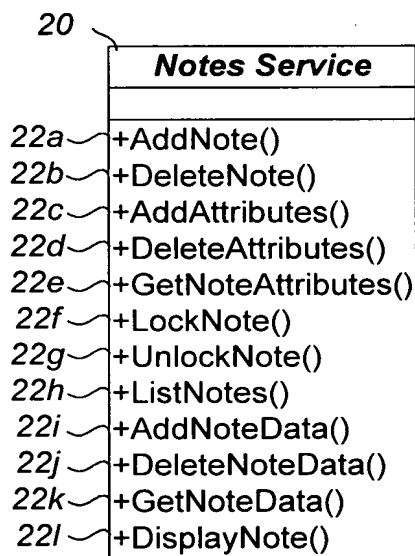 20
Notes Service
22a +AddNote()
22b +DeleteNote()
22c +AddAttributes()
22d +DeleteAttributes()
22e +GetNoteAttributes()
22f +LockNote()
22g +UnlockNote()
22h +ListNotes()
22i +AddNoteData()
22j +DeleteNoteData()
22k +GetNoteData()
22l +DisplayNote()